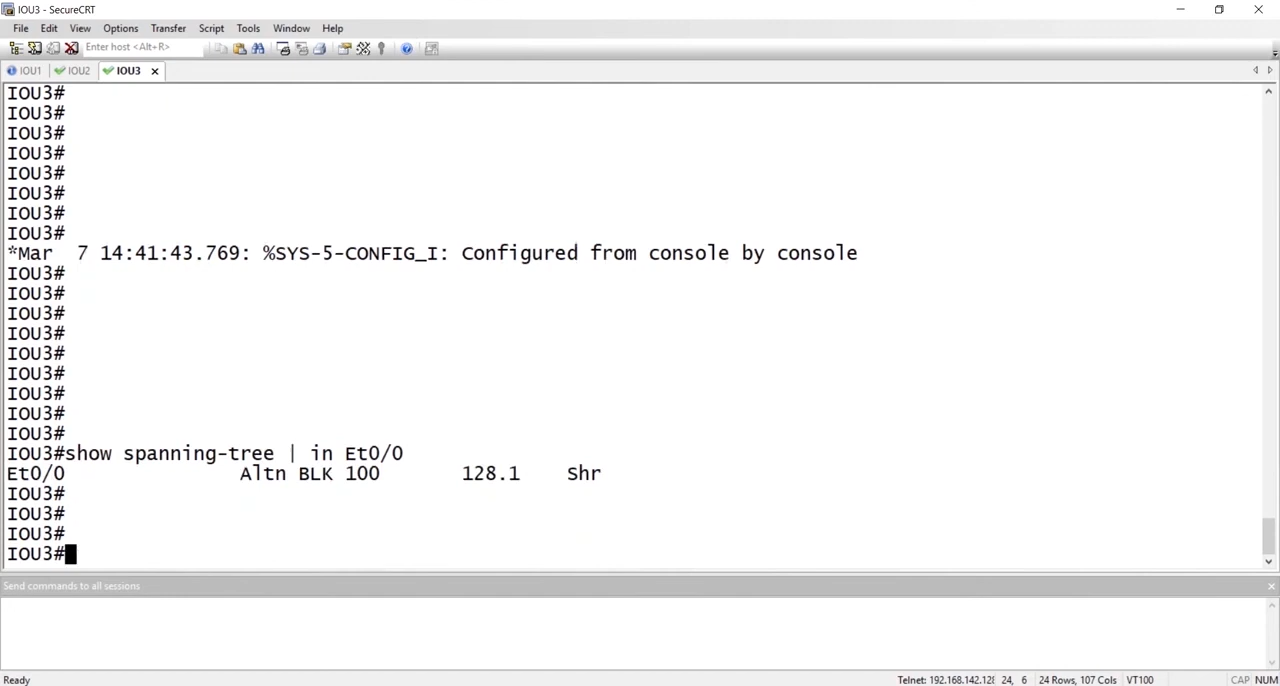 IOU3 - SecureCRT
File Edit View Options Transfer Script Tools Window Help
Enter host <Alt+R>
IOU1 IOU2 IOU3
IOU3#
IOU3#
IOU3#
IOU3#
IOU3#
IOU3#
IOU3#
IOU3#
*Mar  7 14:41:43.769: %SYS-5-CONFIG_I: Configured from console by console
IOU3#
IOU3#
IOU3#
IOU3#
IOU3#
IOU3#
IOU3#
IOU3#
IOU3#
IOU3#show spanning-tree | in Et0/0
Et0/0               Altn BLK 100       128.1    Shr
IOU3#
IOU3#
IOU3#
IOU3#
Send commands to all sessions
Ready Telnet: 192.168.142.128 24, 6 24 Rows, 107 Cols VT100 CAP NUM